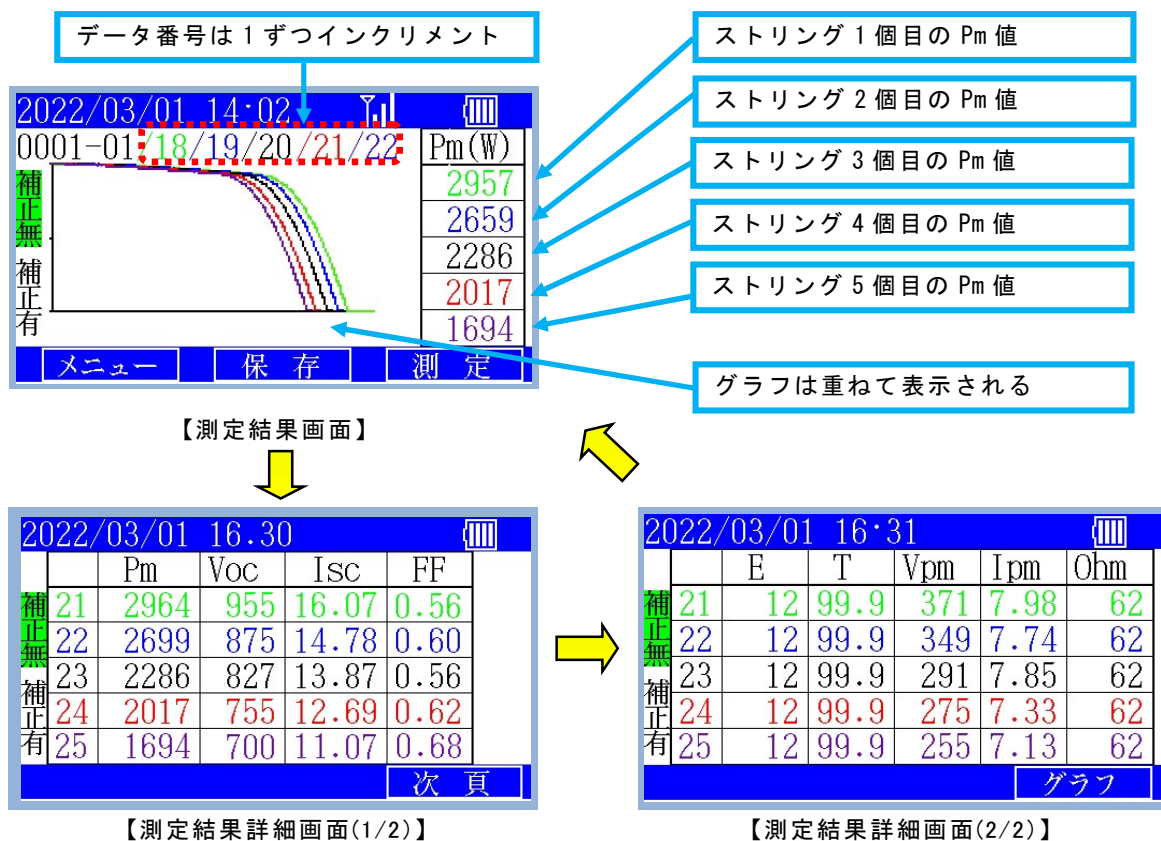 データ番号は1ずつインクリメント
ストリング1個目のPm値
ストリング2個目のPm値
ストリング3個目のPm値
ストリング4個目のPm値
ストリング5個目のPm値
グラフは重ねて表示される
2022/03/01 14:02
0001-01/18/19/20/21/22 Pm(W)
2957
2659
2286
2017
1694
補正無
補正有
メニュー 保存 測定
【測定結果画面】
2022/03/01 16.30
Pm Voc Isc FF
21 2964 955 16.07 0.56
22 2699 875 14.78 0.60
23 2286 827 13.87 0.56
24 2017 755 12.69 0.62
25 1694 700 11.07 0.68
補正無
補正有
次頁
【測定結果詳細画面(1/2)】
2022/03/01 16:31
E T Vpm Ipm Ohm
21 12 99.9 371 7.98 62
22 12 99.9 349 7.74 62
23 12 99.9 291 7.85 62
24 12 99.9 275 7.33 62
25 12 99.9 255 7.13 62
補正無
補正有
グラフ
【測定結果詳細画面(2/2)】